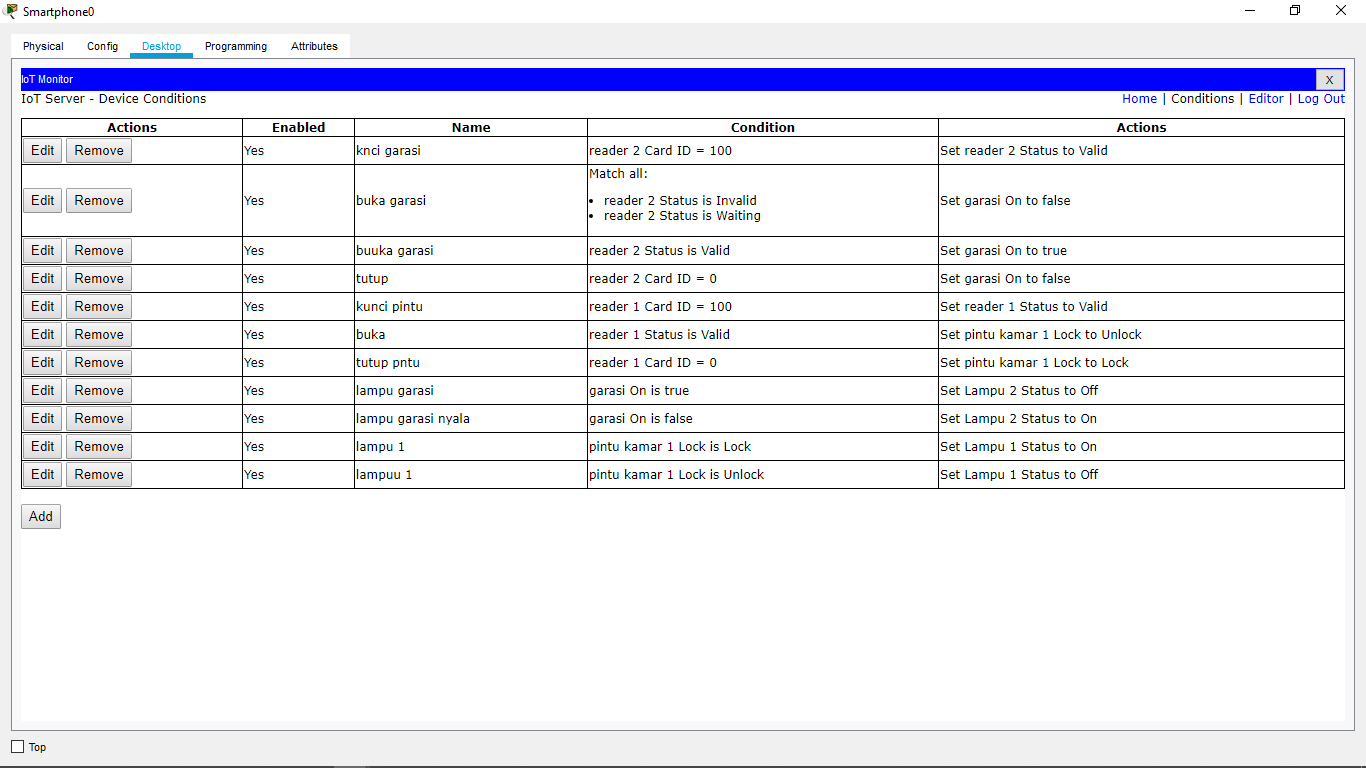 Smartphone0
Physical Config Desktop Programming Attributes
IoT Monitor X
IoT Server - Device Conditions Home | Conditions | Editor | Log Out
Actions Enabled Name Condition Actions
Edit Remove Yes knci garasi reader 2 Card ID = 100 Set reader 2 Status to Valid
Match all:
Edit Remove Yes buka garasi • reader 2 Status is Invalid Set garasi On to false
• reader 2 Status is Waiting
Edit Remove Yes buuka garasi reader 2 Status is Valid Set garasi On to true
Edit Remove Yes tutup reader 2 Card ID = 0 Set garasi On to false
Edit Remove Yes kunci pintu reader 1 Card ID = 100 Set reader 1 Status to Valid
Edit Remove Yes buka reader 1 Status is Valid Set pintu kamar 1 Lock to Unlock
Edit Remove Yes tutup pntu reader 1 Card ID = 0 Set pintu kamar 1 Lock to Lock
Edit Remove Yes lampu garasi garasi On is true Set Lampu 2 Status to Off
Edit Remove Yes lampu garasi nyala garasi On is false Set Lampu 2 Status to On
Edit Remove Yes lampu 1 pintu kamar 1 Lock is Lock Set Lampu 1 Status to On
Edit Remove Yes lampuu 1 pintu kamar 1 Lock is Unlock Set Lampu 1 Status to Off
Add
Top